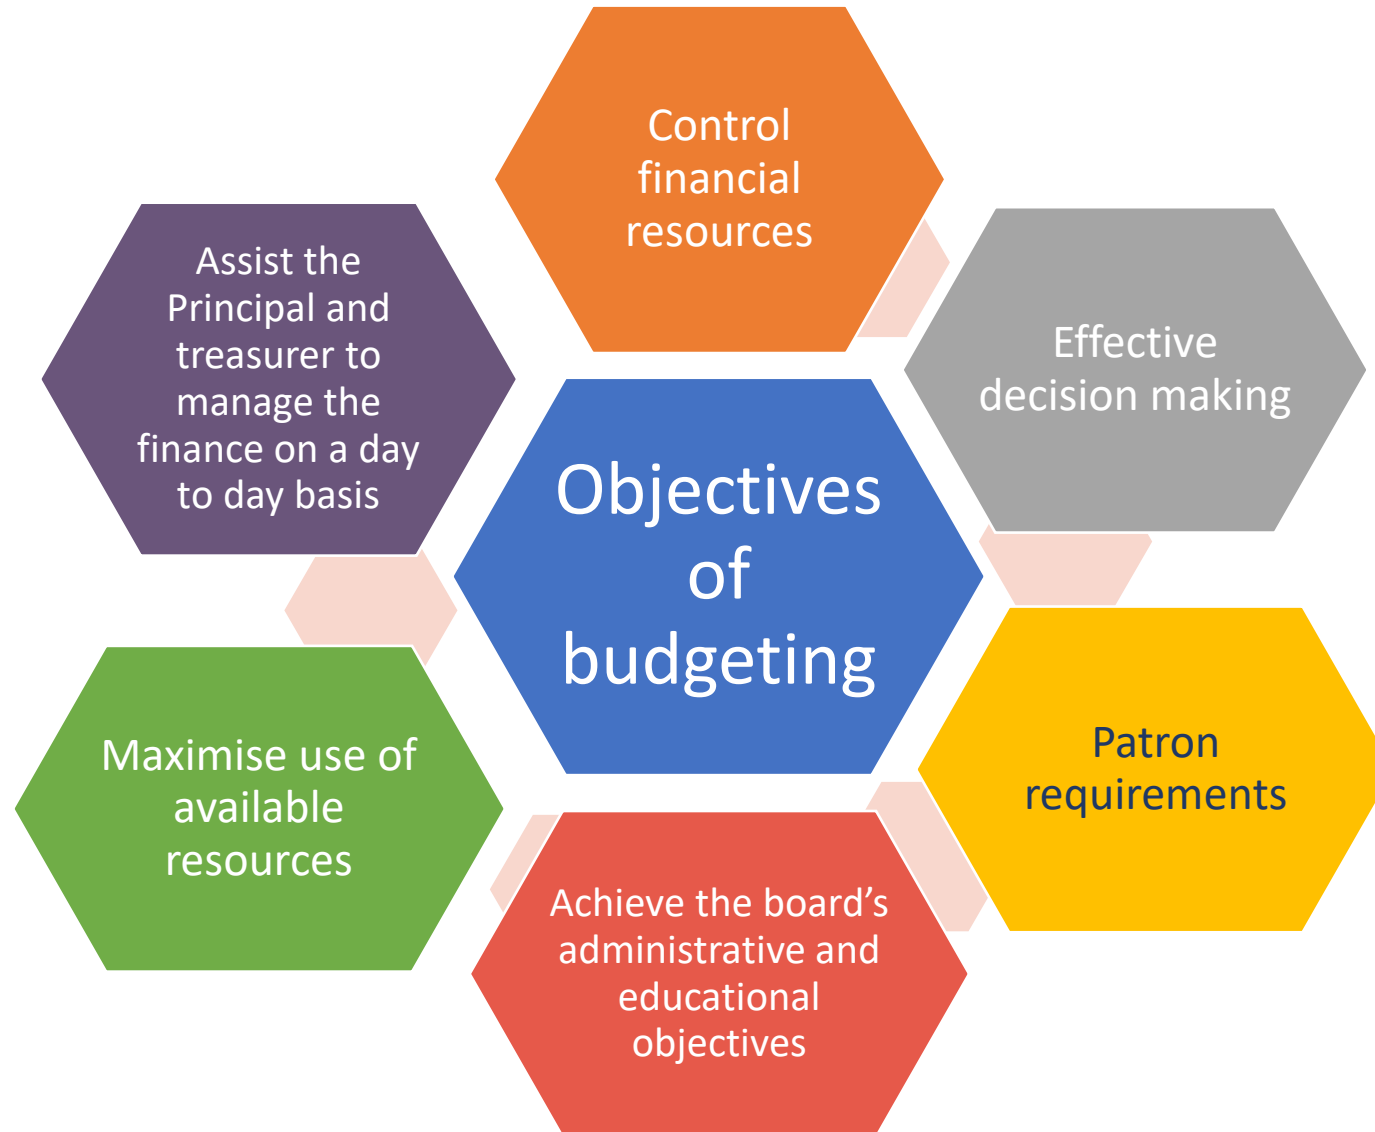 Control
financial
resources
Effective
decision making
Patron
requirements
Achieve the board’s
administrative and
educational
objectives
Maximise use of
available
resources
Assist the
Principal and
treasurer to
manage the
finance on a day
to day basis
Objectives
of
budgeting